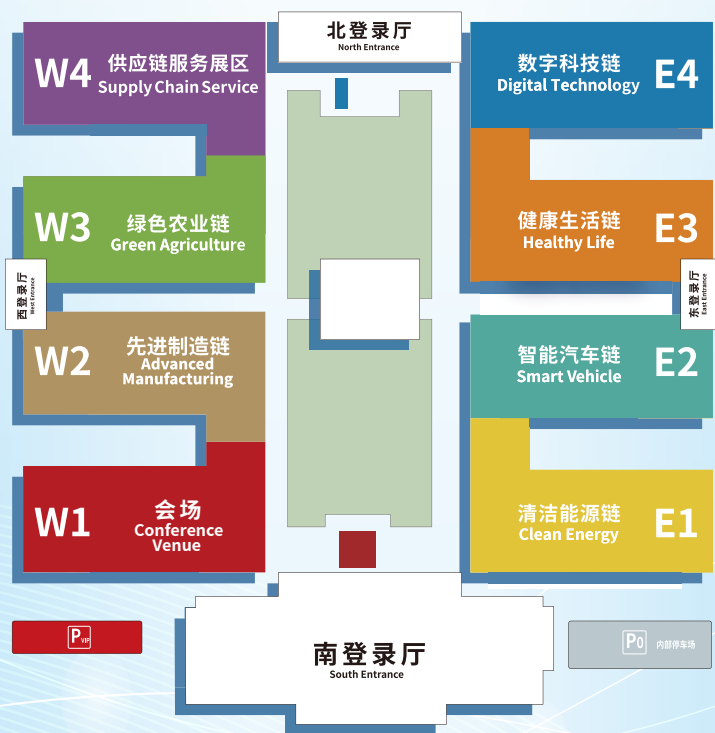 北登录厅
North Entrance
W4
供应链服务展区
Supply Chain Service
数字科技链
Digital Technology
E4
W3
绿色农业链
Green Agriculture
健康生活链
Healthy Life
E3
西登录厅
West Entrance
东登录厅
East Entrance
W2
先进制造链
Advanced
Manufacturing
智能汽车链
Smart Vehicle
E2
W1
会场
Conference
Venue
清洁能源链
Clean Energy
E1
P VIP
南登录厅
South Entrance
P0
内部停车场